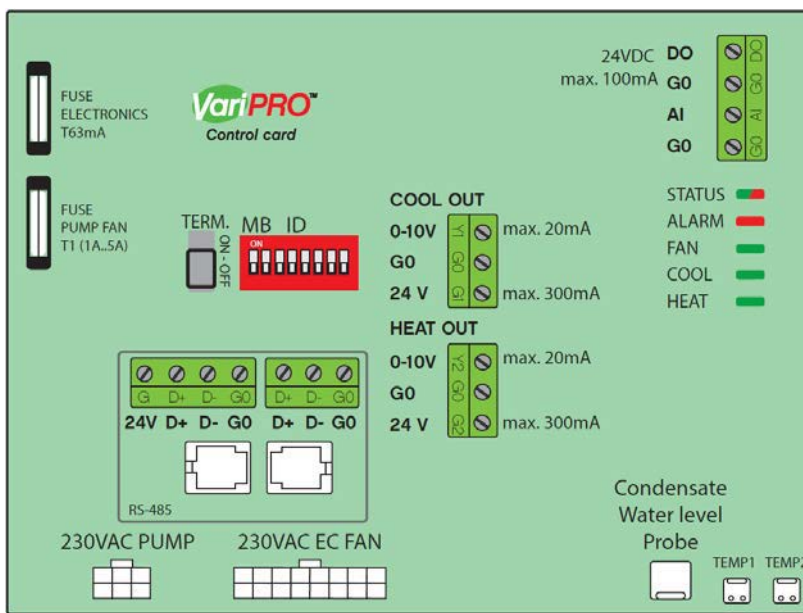 FUSE
ELECTRONICS
T63mA
VariPRO™
Control card
24VDC
max. 100mA
DO DO
G0 G0
AI AI
G0 G0
FUSE
PUMP FAN
T1 (1A..5A)
TERM.
ON - OFF
MB ID
ON
COOL OUT
0-10V Y1 max. 20mA
G0 G0
24 V G1 max. 300mA
HEAT OUT
0-10V Y2 max. 20mA
G0 G0
24 V G2 max. 300mA
STATUS
ALARM
FAN
COOL
HEAT
G D+ D- G0 D+ D- G0
24V D+ D- G0 D+ D- G0
RS-485
230VAC PUMP
230VAC EC FAN
Condensate
Water level
Probe
TEMP1 TEMP2